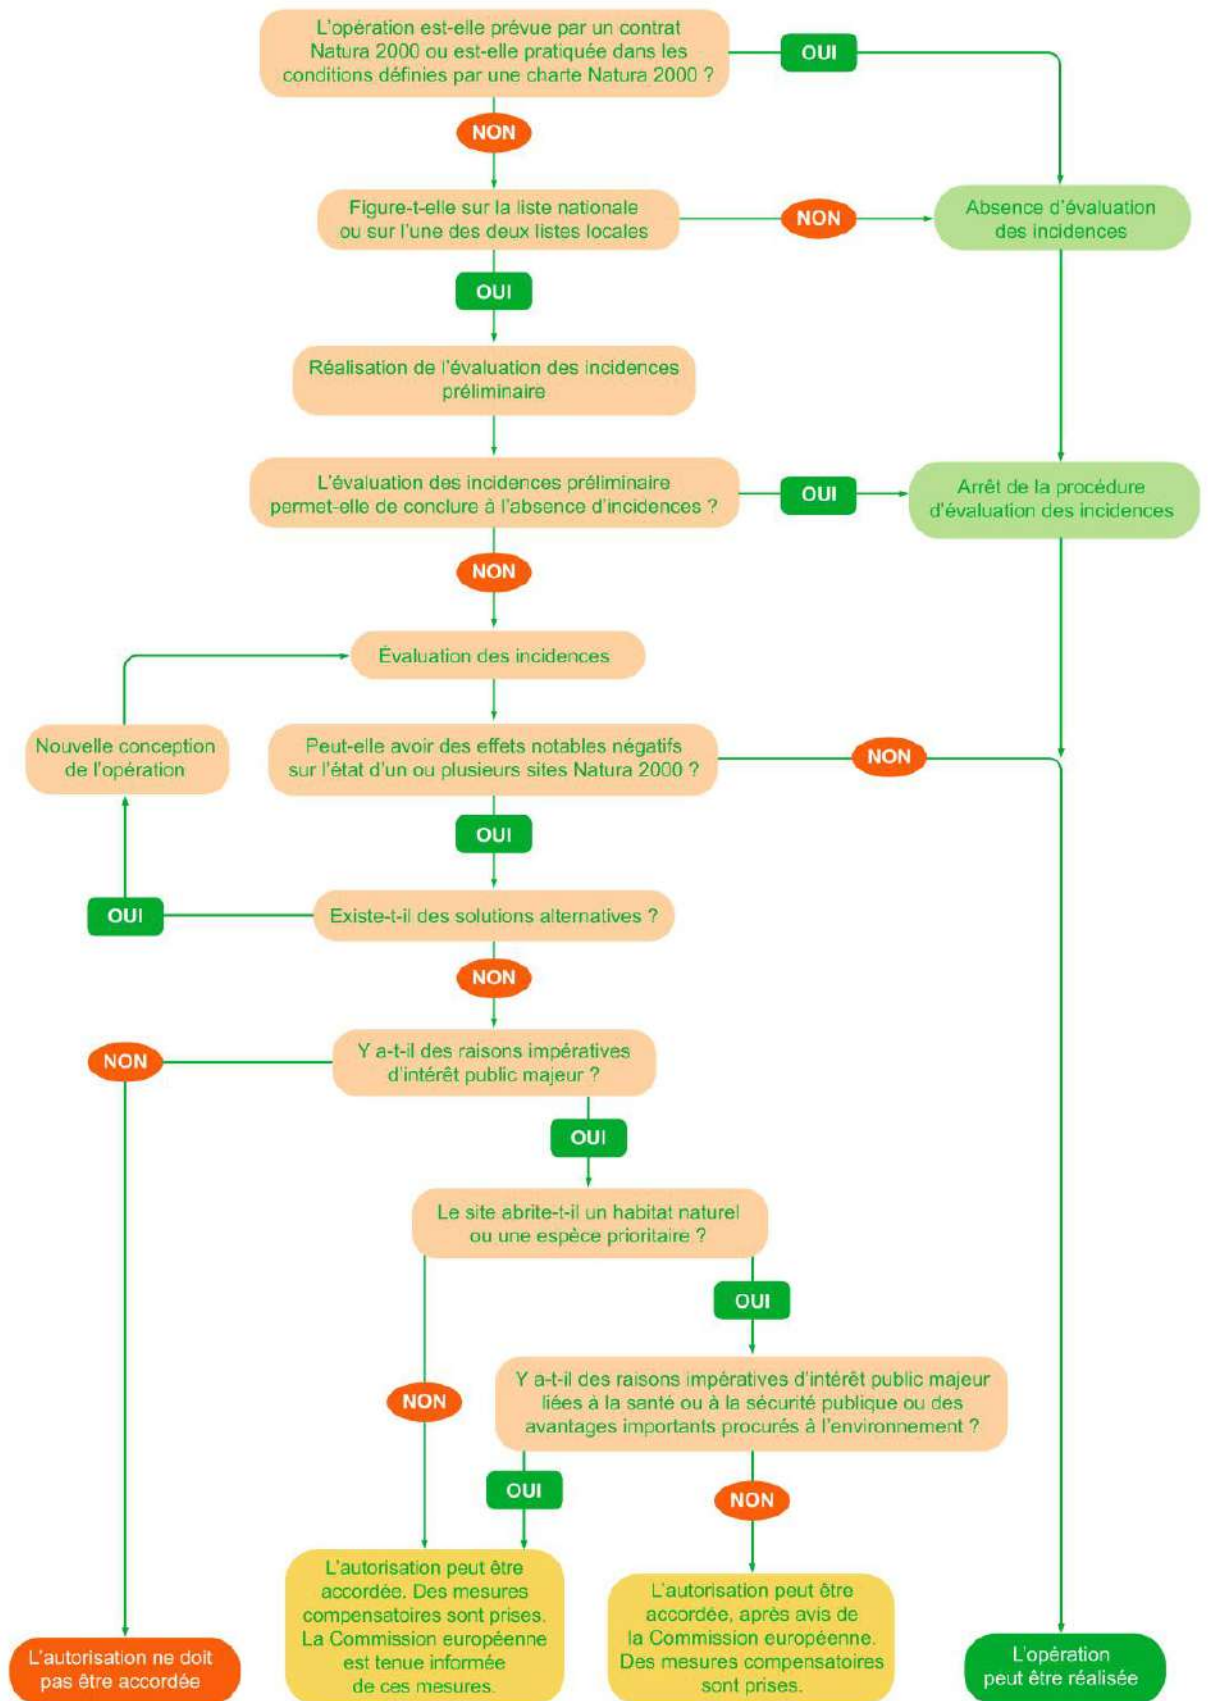 L'opération est-elle prévue par un contrat
Natura 2000 ou est-elle pratiquée dans les
conditions définies par une charte Natura 2000 ?
OUI
NON
Figure-t-elle sur la liste nationale
ou sur l'une des deux listes locales
NON
Absence d'évaluation
des incidences
OUI
Réalisation de l'évaluation des incidences
préliminaire
L'évaluation des incidences préliminaire
permet-elle de conclure à l'absence d'incidences ?
OUI
Arrêt de la procédure
d'évaluation des incidences
NON
Évaluation des incidences
Nouvelle conception
de l'opération
Peut-elle avoir des effets notables négatifs
sur l'état d'un ou plusieurs sites Natura 2000 ?
NON
OUI
OUI
Existe-t-il des solutions alternatives ?
NON
NON
Y a-t-il des raisons impératives
d'intérêt public majeur ?
OUI
Le site abrite-t-il un habitat naturel
ou une espèce prioritaire ?
OUI
NON
Y a-t-il des raisons impératives d'intérêt public majeur
liées à la santé ou à la sécurité publique ou des
avantages importants procurés à l'environnement ?
OUI
NON
L'autorisation ne doit
pas être accordée
L'autorisation peut être
accordée. Des mesures
compensatoires sont prises.
La Commission européenne
est tenue informée
de ces mesures.
L'autorisation peut être
accordée, après avis de
la Commission européenne.
Des mesures compensatoires
sont prises.
L'opération
peut être réalisée